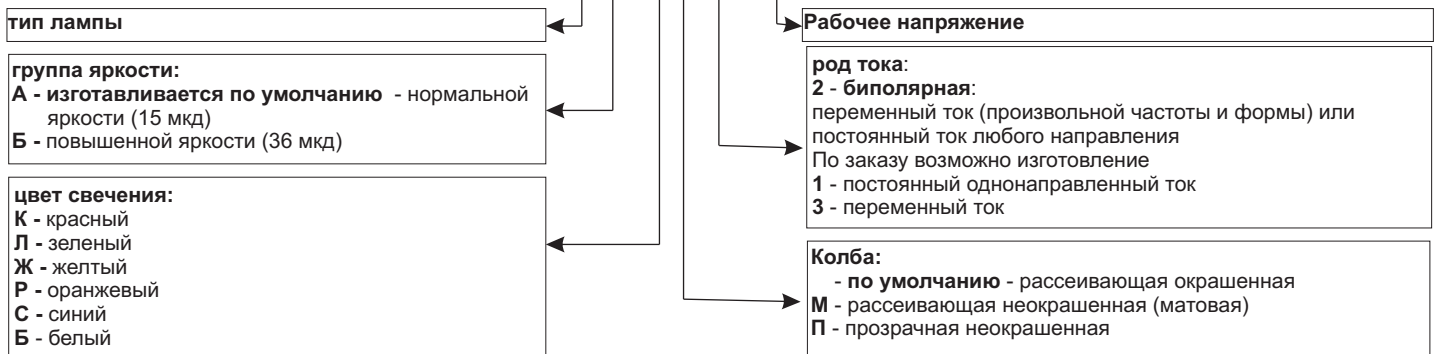 тип лампы
группа яркости:
А - изготавливается по умолчанию - нормальной
яркости (15 мкд)
Б - повышенной яркости (36 мкд)
цвет свечения:
К - красный
Л - зеленый
Ж - желтый
Р - оранжевый
С - синий
Б - белый
Рабочее напряжение
род тока:
2 - биполярная:
переменный ток (произвольной частоты и формы) или
постоянный ток любого направления
По заказу возможно изготовление
1 - постоянный однонаправленный ток
3 - переменный ток
Колба:
- по умолчанию - рассеивающая окрашенная
М - рассеивающая неокрашенная (матовая)
П - прозрачная неокрашенная